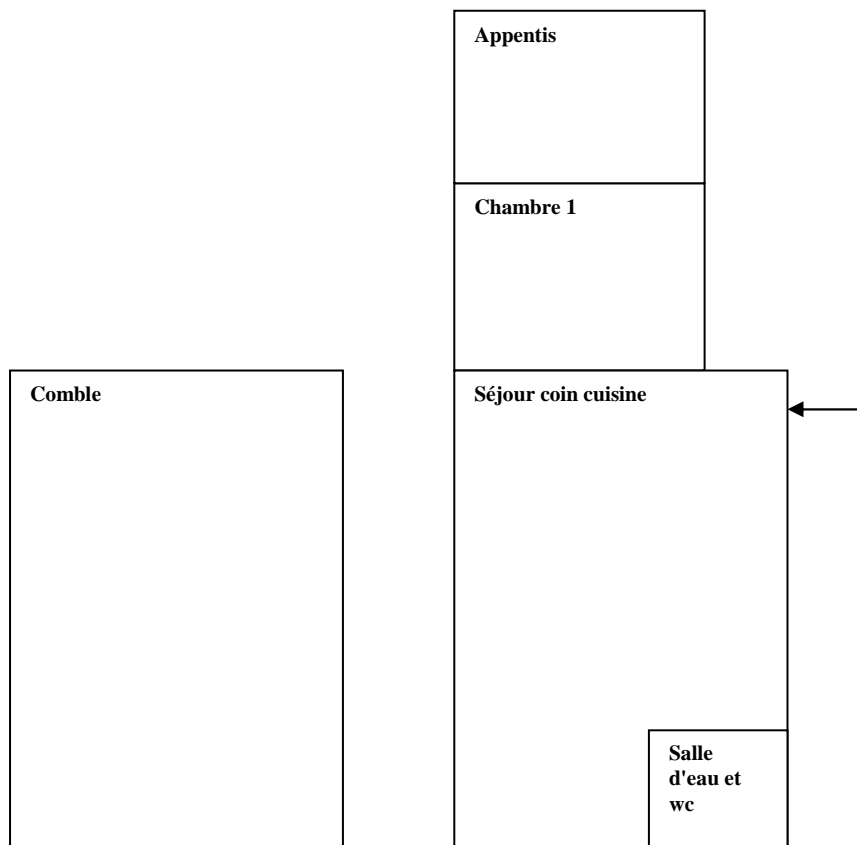 Appentis
Chambre 1
Comble
Séjour coin cuisine
Salle
d'eau et
wc